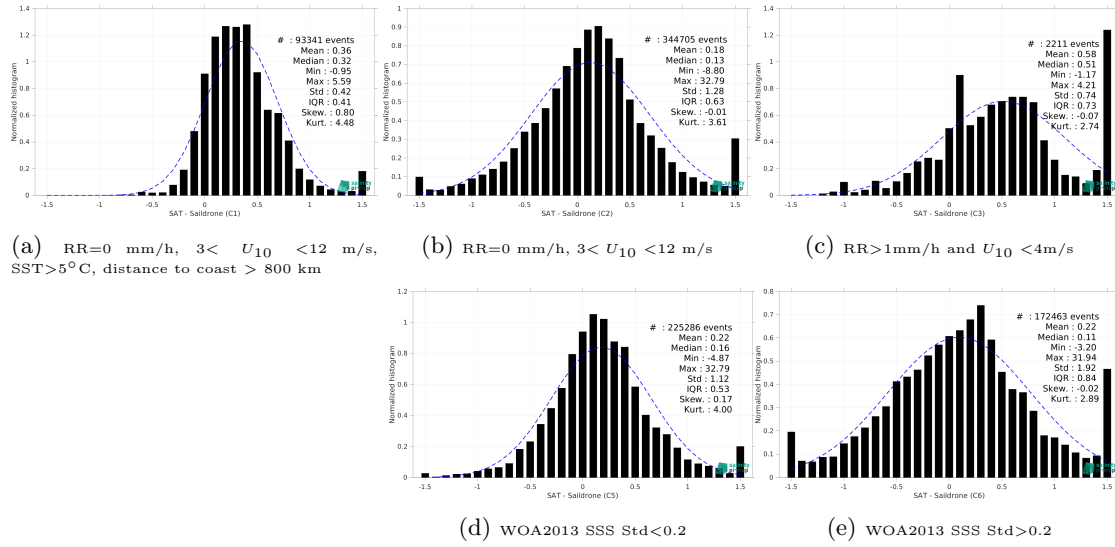 1.4
1.2
1
0.8
0.6
0.4
0.2
0
Normalized histogram
# : 93341 events
Mean : 0.36
Median : 0.32
Min : -0.95
Max : 5.59
Std : 0.42
IQR : 0.41
Skew. : 0.80
Kurt. : 4.48
-1.5 -1 -0.5 0 0.5 1 1.5
SAT - Saildrone (C1)
1
0.9
0.8
0.7
0.6
0.5
0.4
0.3
0.2
0.1
0
Normalized histogram
# : 344705 events
Mean : 0.18
Median : 0.13
Min : -8.80
Max : 32.79
Std : 1.28
IQR : 0.63
Skew. : -0.01
Kurt. : 3.61
-1.5 -1 -0.5 0 0.5 1 1.5
SAT - Saildrone (C2)
1.4
1.2
1
0.8
0.6
0.4
0.2
0
Normalized histogram
# : 2211 events
Mean : 0.58
Median : 0.51
Min : -1.17
Max : 4.21
Std : 0.74
IQR : 0.73
Skew. : -0.07
Kurt. : 2.74
-1.5 -1 -0.5 0 0.5 1 1.5
SAT - Saildrone (C3)
(a) RR=0 mm/h, 3< U10 <12 m/s,
SST>5°C, distance to coast > 800 km
(b) RR=0 mm/h, 3< U10 <12 m/s
(c) RR>1mm/h and U10 <4m/s
1.2
1
0.8
0.6
0.4
0.2
0
Normalized histogram
# : 225286 events
Mean : 0.22
Median : 0.16
Min : -4.87
Max : 32.79
Std : 1.12
IQR : 0.53
Skew. : 0.17
Kurt. : 4.00
-1.5 -1 -0.5 0 0.5 1 1.5
SAT - Saildrone (C5)
0.8
0.7
0.6
0.5
0.4
0.3
0.2
0.1
0
Normalized histogram
# : 172463 events
Mean : 0.22
Median : 0.11
Min : -3.20
Max : 31.94
Std : 1.92
IQR : 0.84
Skew. : -0.02
Kurt. : 2.89
-1.5 -1 -0.5 0 0.5 1 1.5
SAT - Saildrone (C6)
(d) WOA2013 SSS Std<0.2
(e) WOA2013 SSS Std>0.2